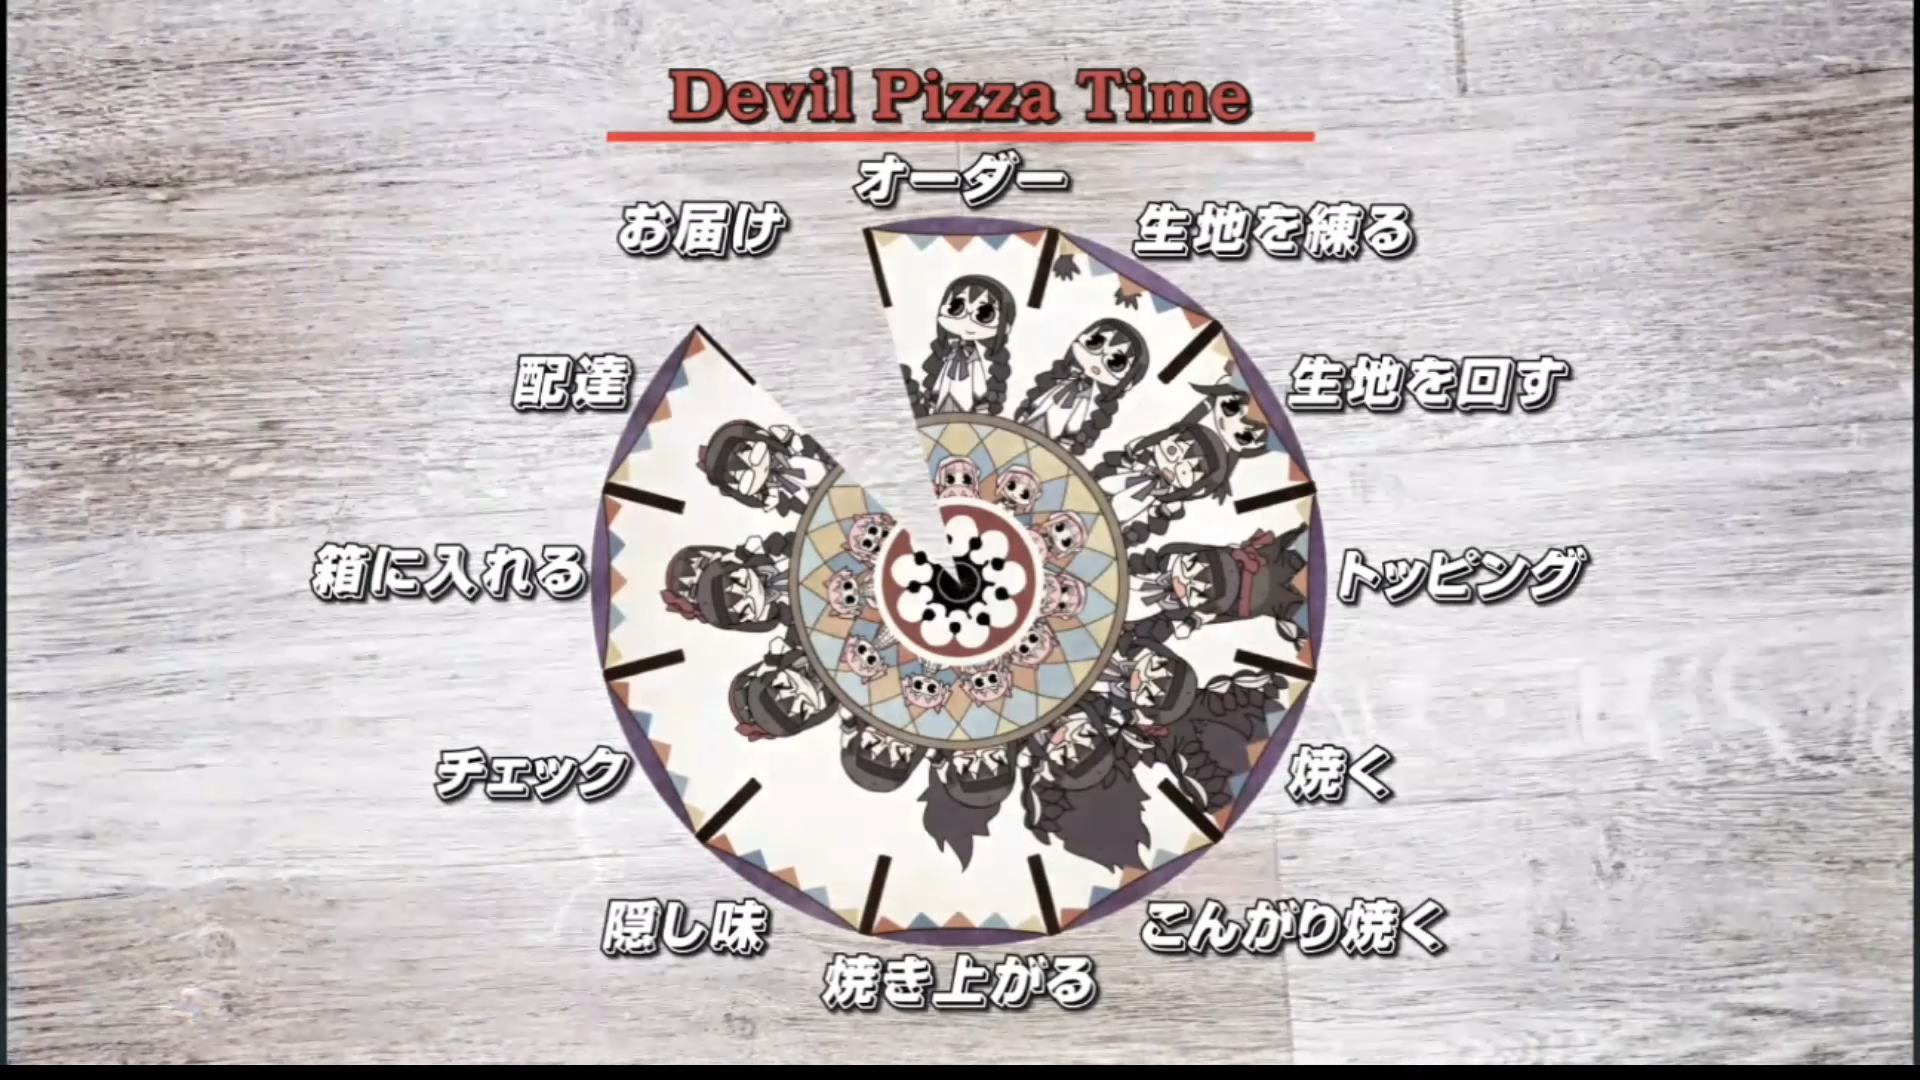 Devil Pizza Time
オーダー
生地を練る
生地を回す
トッピング
焼く
こんがり焼く
焼き上がる
隠し味
チェック
箱に入れる
配達
お届け